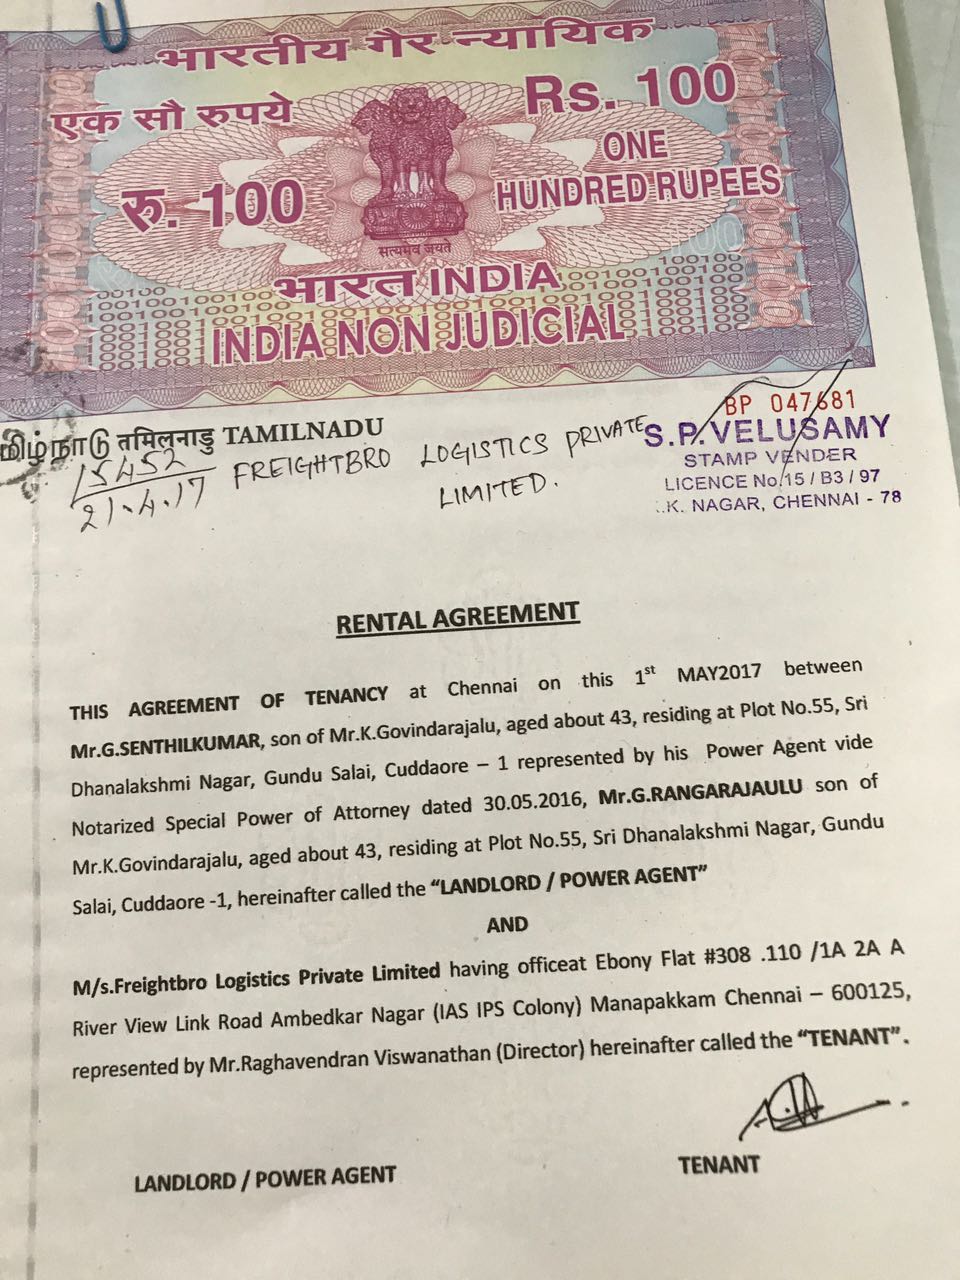 भारतीय गैर न्यायिक
एक सौ रुपये
Rs. 100
रु. 100
ONE
HUNDRED RUPEES
सत्यमेव जयते
भारत INDIA
INDIA NON JUDICIAL
தமிழ்நாடு तमिलनाडु TAMILNADU
BP 047681
15452
21.4.17
FREIGHTBRO LOGISTICS PRIVATE
LIMITED.
S.P. VELUSAMY
STAMP VENDER
LICENCE No.15 / B3 / 97
.K. NAGAR, CHENNAI - 78
RENTAL AGREEMENT
THIS AGREEMENT OF TENANCY at Chennai on this 1st MAY2017 between
Mr.G.SENTHILKUMAR, son of Mr.K.Govindarajalu, aged about 43, residing at Plot No.55, Sri
Dhanalakshmi Nagar, Gundu Salai, Cuddaore – 1 represented by his Power Agent vide
Notarized Special Power of Attorney dated 30.05.2016, Mr.G.RANGARAJAULU son of
Mr.K.Govindarajalu, aged about 43, residing at Plot No.55, Sri Dhanalakshmi Nagar, Gundu
Salai, Cuddaore -1, hereinafter called the “LANDLORD / POWER AGENT”
AND
M/s.Freightbro Logistics Private Limited having officeat Ebony Flat #308 .110 /1A 2A A
River View Link Road Ambedkar Nagar (IAS IPS Colony) Manapakkam Chennai – 600125,
represented by Mr.Raghavendran Viswanathan (Director) hereinafter called the “TENANT”.
LANDLORD / POWER AGENT
TENANT